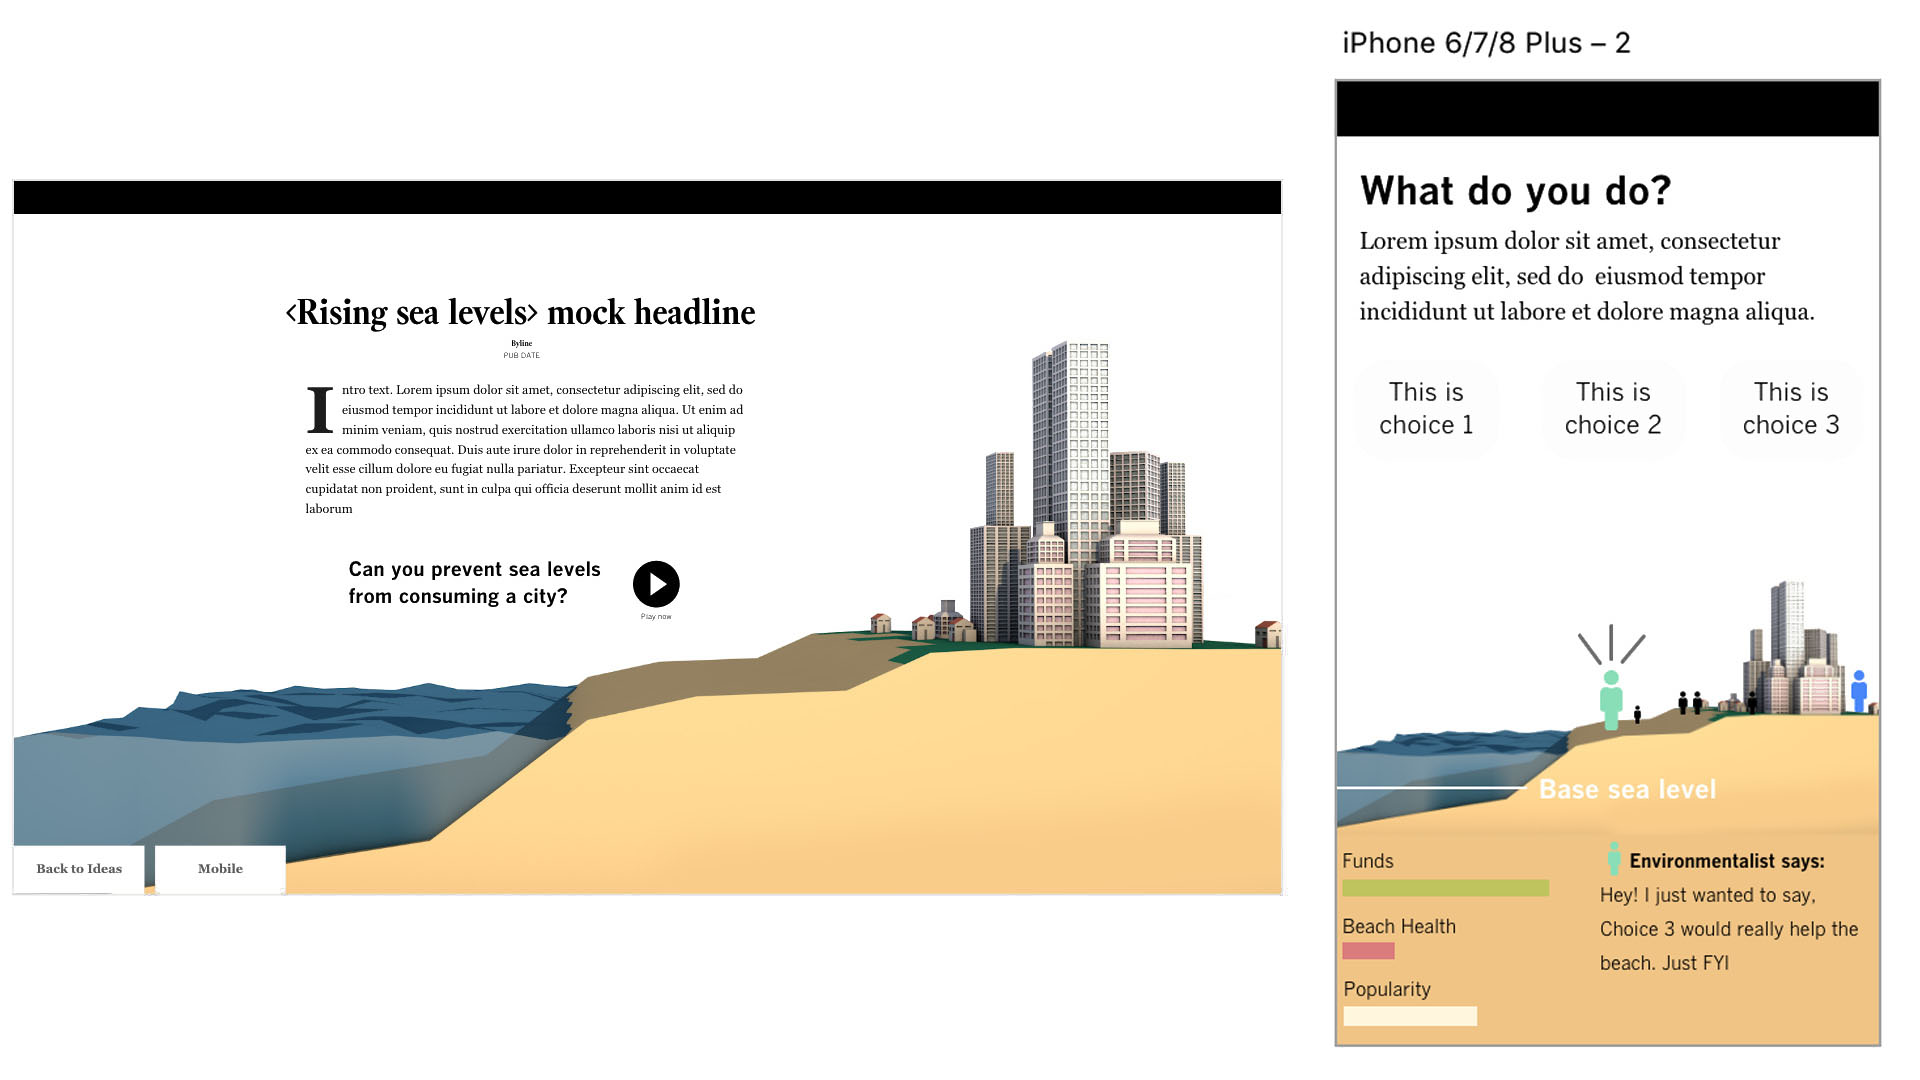 iPhone 6/7/8 Plus – 2
<Rising sea levels> mock headline
Byline
PUB DATE
Intro text. Lorem ipsum dolor sit amet, consectetur adipiscing elit, sed do
eiusmod tempor incididunt ut labore et dolore magna aliqua. Ut enim ad
minim veniam, quis nostrud exercitation ullamco laboris nisi ut aliquip
ex ea commodo consequat. Duis aute irure dolor in reprehenderit in voluptate
velit esse cillum dolore eu fugiat nulla pariatur. Excepteur sint occaecat
cupidatat non proident, sunt in culpa qui officia deserunt mollit anim id est
laborum
Can you prevent sea levels
from consuming a city?
Play now
Back to Ideas
Mobile
What do you do?
Lorem ipsum dolor sit amet, consectetur
adipiscing elit, sed do eiusmod tempor
incididunt ut labore et dolore magna aliqua.
This is
choice 1
This is
choice 2
This is
choice 3
Base sea level
Funds
Beach Health
Popularity
Environmentalist says:
Hey! I just wanted to say,
Choice 3 would really help the
beach. Just FYI